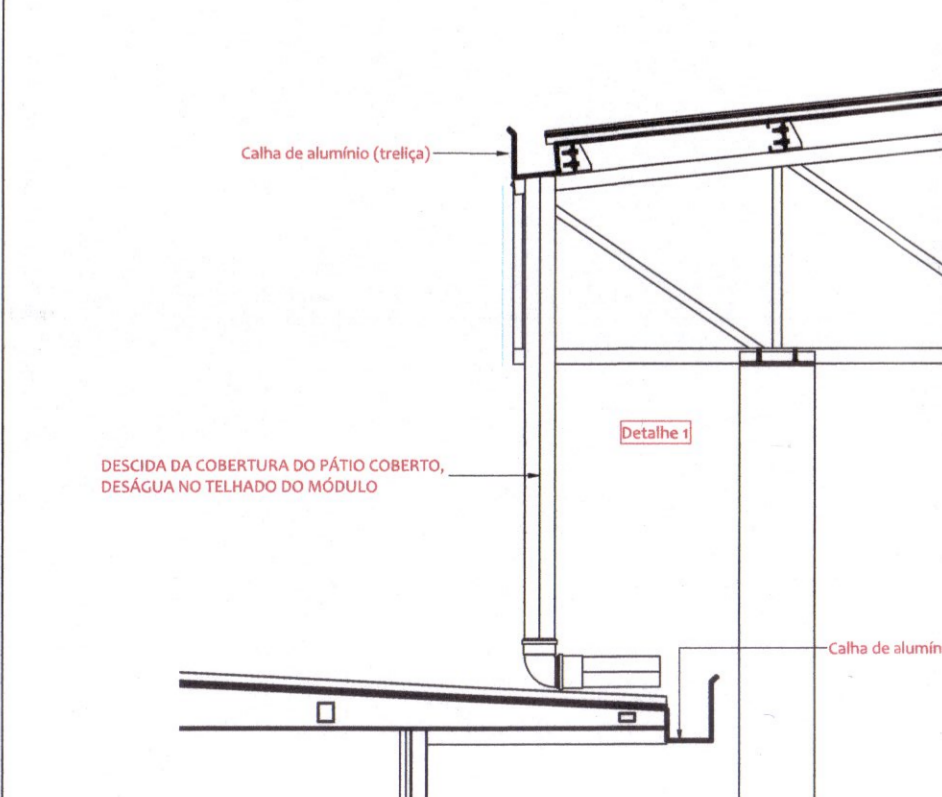 Calha de alumínio (treliça)
Detalhe 1
DESCIDA DA COBERTURA DO PÁTIO COBERTO,
DESÁGUA NO TELHADO DO MÓDULO
Calha de alumín